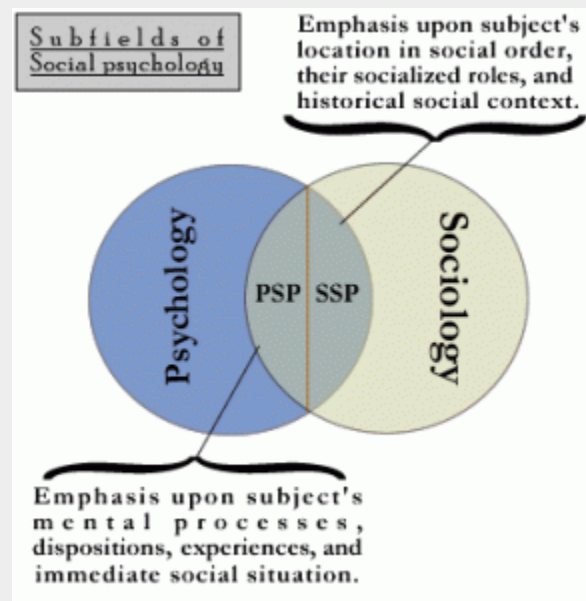 Subfields of
Social psychology
Emphasis upon subject's
location in social order,
their socialized roles, and
historical social context.
Psychology
PSP
SSP
Sociology
Emphasis upon subject's
mental processes,
dispositions, experiences, and
immediate social situation.